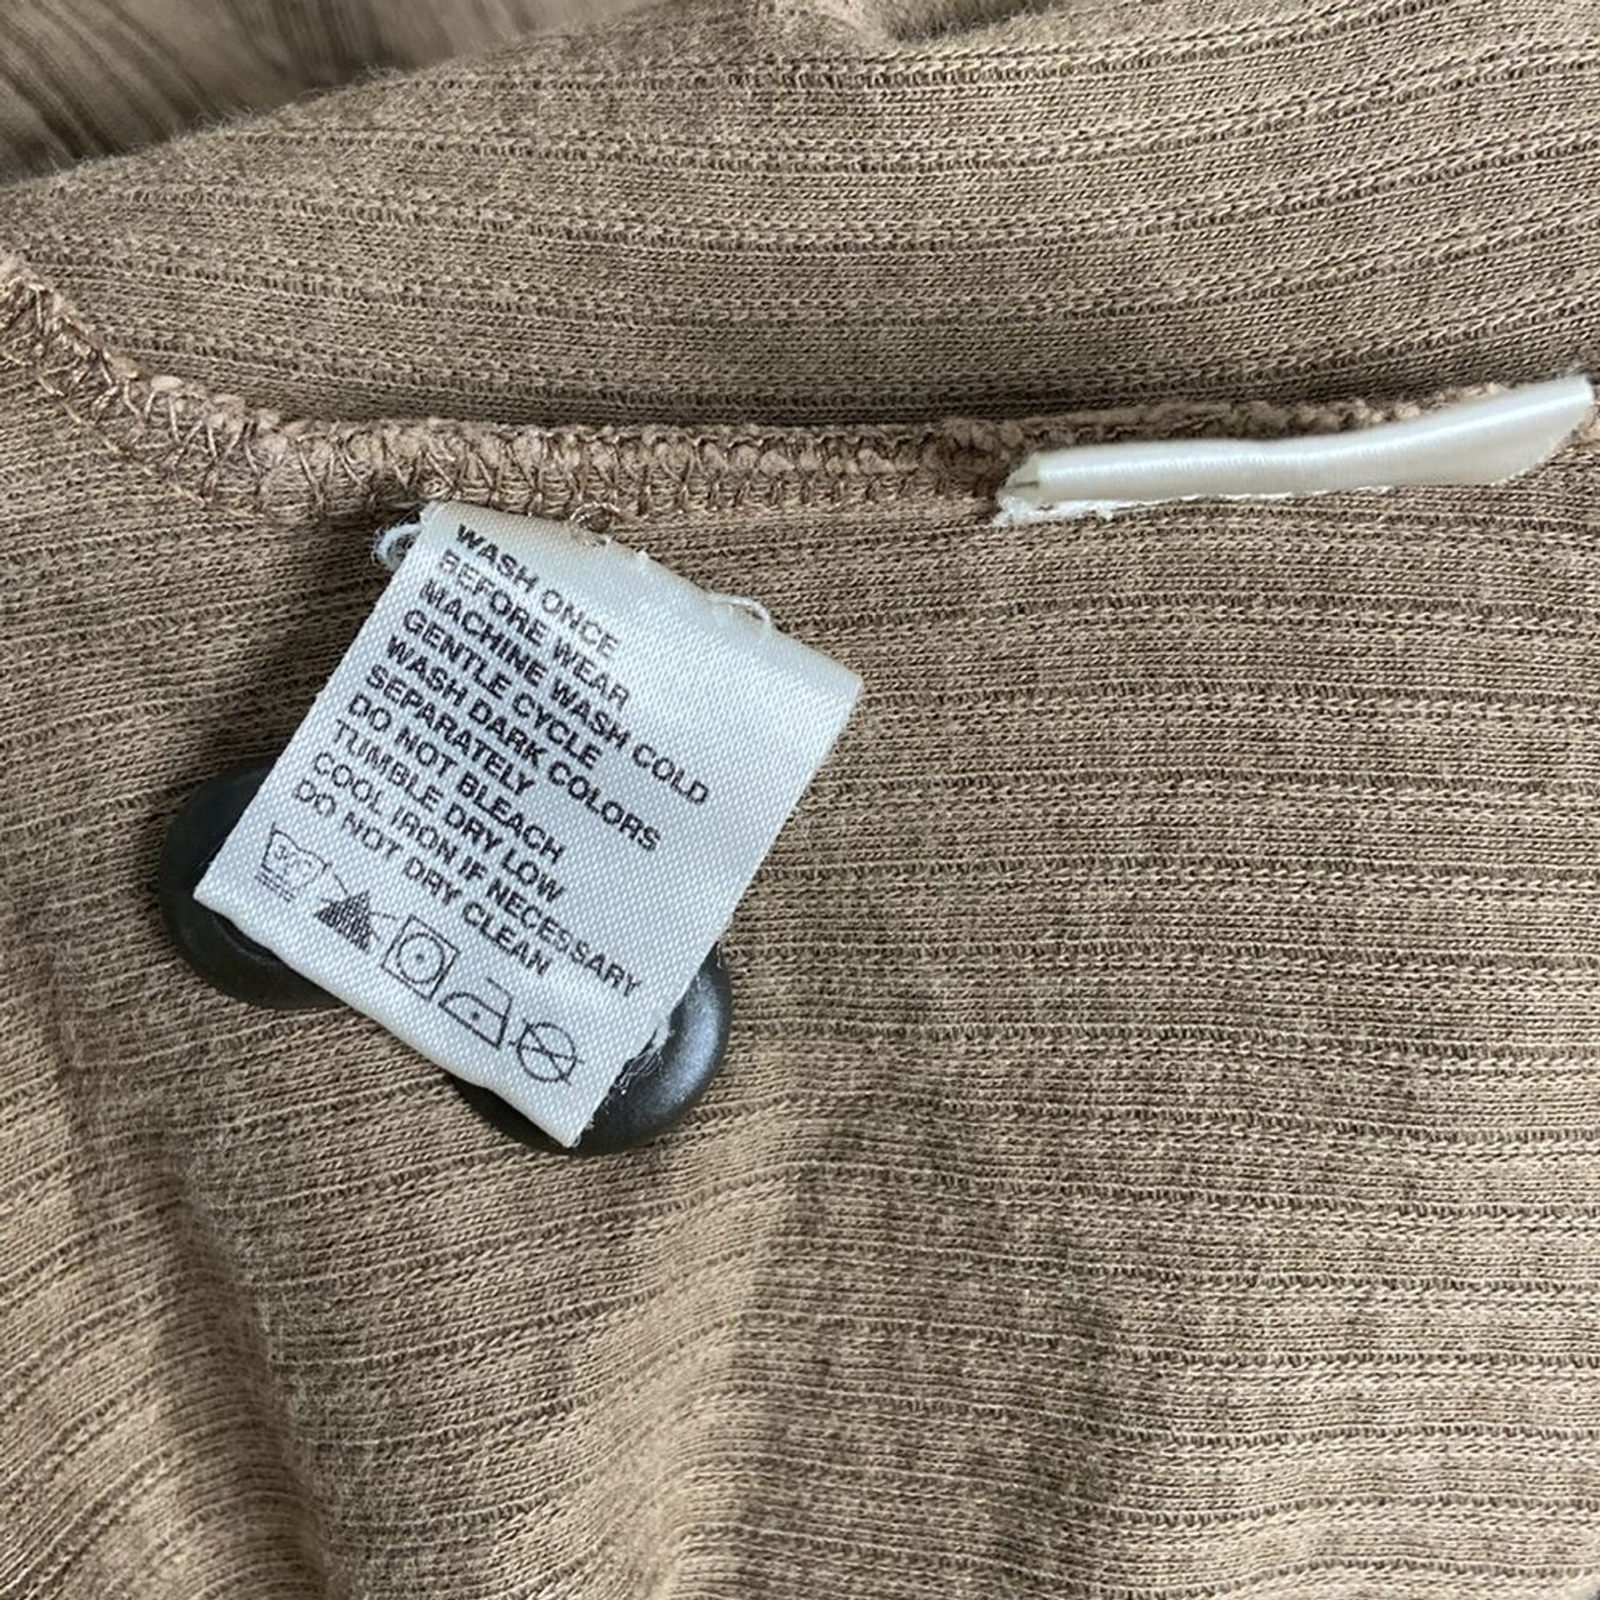 WASH ONCE
BEFORE WEAR
MACHINE WASH COLD
GENTLE CYCLE
WASH DARK COLORS
SEPARATELY
DO NOT BLEACH
TUMBLE DRY LOW
COOL IRON IF NECESSARY
DO NOT DRY CLEAN
30°